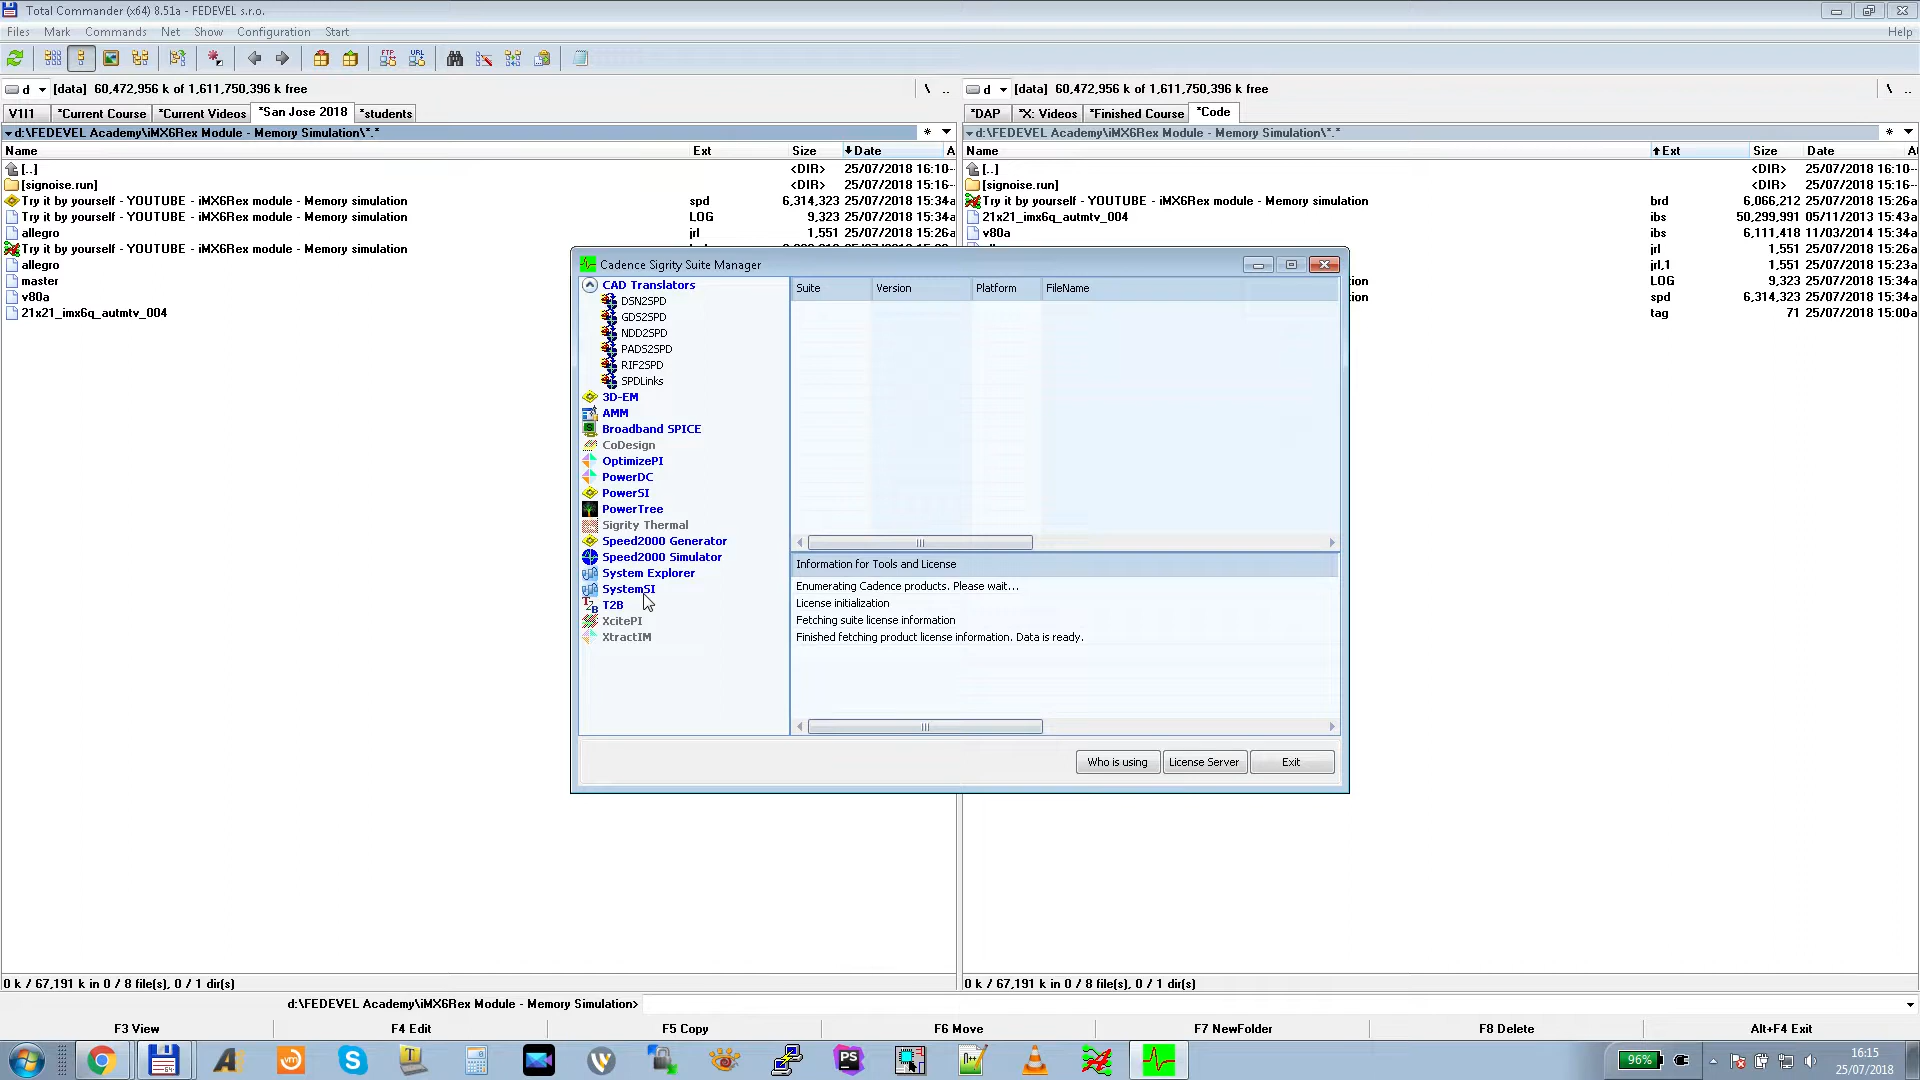 Total Commander (x64) 8.51a - FEDEVEL s.r.o.
Files Mark Commands Net Show Configuration Start Help
FTP URL
d [data] 60,472,956 k of 1,611,750,396 k free \ ..
V1I1 *Current Course *Current Videos *San Jose 2018 *students
d:\FEDEVEL Academy\iMX6Rex Module - Memory Simulation\*.* *
Name Ext Size Date A
[..] <DIR> 25/07/2018 16:10--
[signoise.run] <DIR> 25/07/2018 15:16--
Try it by yourself - YOUTUBE - iMX6Rex module - Memory simulation spd 6,314,323 25/07/2018 15:34a
Try it by yourself - YOUTUBE - iMX6Rex module - Memory simulation LOG 9,323 25/07/2018 15:34a
allegro jrl 1,551 25/07/2018 15:26a
Try it by yourself - YOUTUBE - iMX6Rex module - Memory simulation
allegro
master
v80a
21x21_imx6q_autmtv_004
d [data] 60,472,956 k of 1,611,750,396 k free \ ..
*DAP *X: Videos *Finished Course *Code
d:\FEDEVEL Academy\iMX6Rex Module - Memory Simulation\*.* *
Name Ext Size Date At
[..] <DIR> 25/07/2018 16:10--
[signoise.run] <DIR> 25/07/2018 15:16--
Try it by yourself - YOUTUBE - iMX6Rex module - Memory simulation brd 6,066,212 25/07/2018 15:26a
21x21_imx6q_autmtv_004 ibs 50,299,991 05/11/2013 15:43a
v80a ibs 6,111,418 11/03/2014 15:34a
jrl 1,551 25/07/2018 15:26a
jrl,1 1,551 25/07/2018 15:23a
tion LOG 9,323 25/07/2018 15:34a
tion spd 6,314,323 25/07/2018 15:34a
tag 71 25/07/2018 15:00a
Cadence Sigrity Suite Manager
CAD Translators
DSN2SPD
GDS2SPD
NDD2SPD
PADS2SPD
RIF2SPD
SPDLinks
3D-EM
AMM
Broadband SPICE
CoDesign
OptimizePI
PowerDC
PowerSI
PowerTree
Sigrity Thermal
Speed2000 Generator
Speed2000 Simulator
System Explorer
SystemSI
T2B
XcitePI
XtractIM
Suite Version Platform FileName
Information for Tools and License
Enumerating Cadence products. Please wait...
License initialization
Fetching suite license information
Finished fetching product license information. Data is ready.
Who is using License Server Exit
0 k / 67,191 k in 0 / 8 file(s), 0 / 1 dir(s)
0 k / 67,191 k in 0 / 8 file(s), 0 / 1 dir(s)
d:\FEDEVEL Academy\iMX6Rex Module - Memory Simulation>
F3 View F4 Edit F5 Copy F6 Move F7 NewFolder F8 Delete Alt+F4 Exit
PS
96%
16:15
25/07/2018